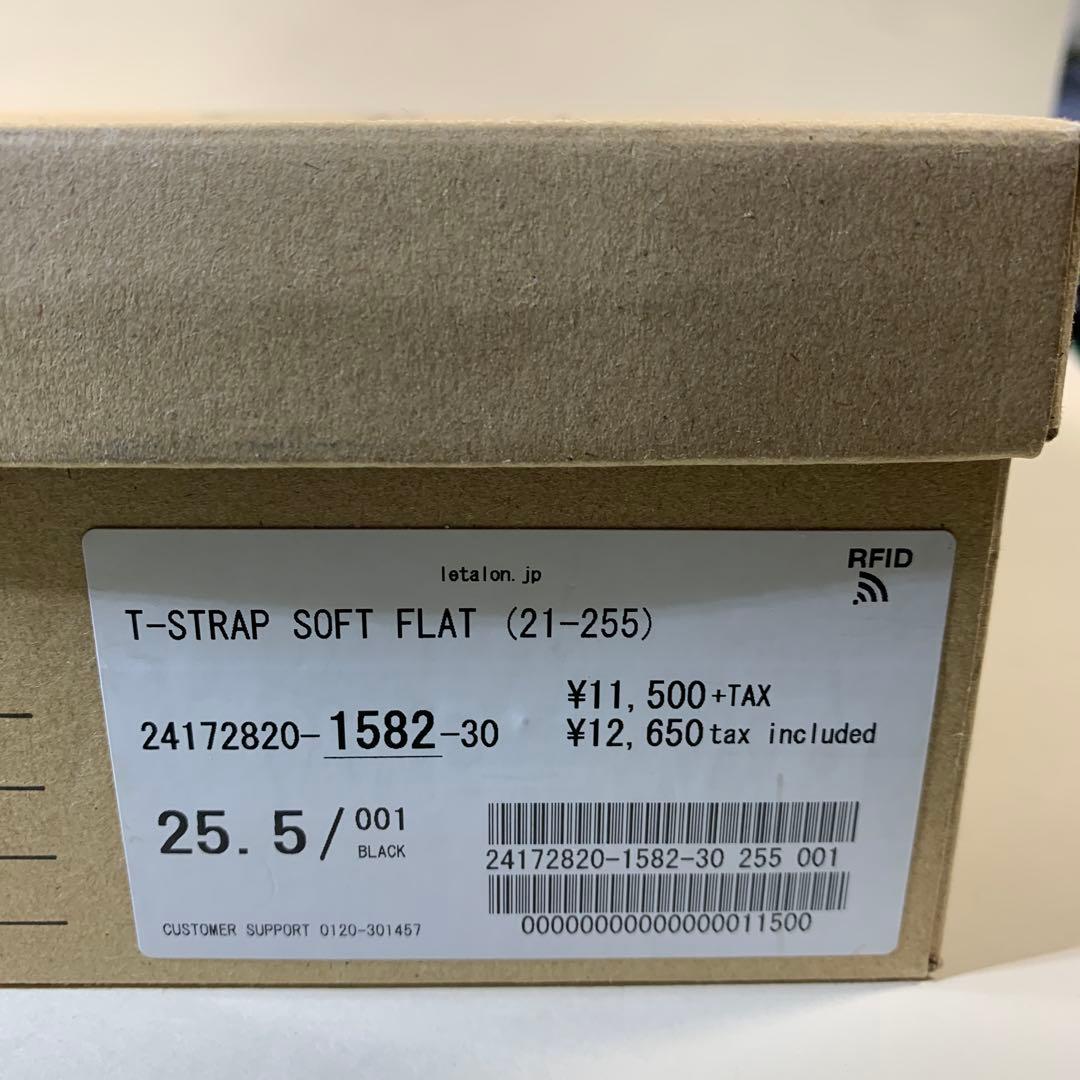 letalon.jp
RFID
T-STRAP SOFT FLAT (21-255)
¥11,500+TAX
24172820-1582-30
¥12,650 tax included
25.5/001
BLACK
24172820-1582-30 255 001
000000000000000011500
CUSTOMER SUPPORT 0120-301457